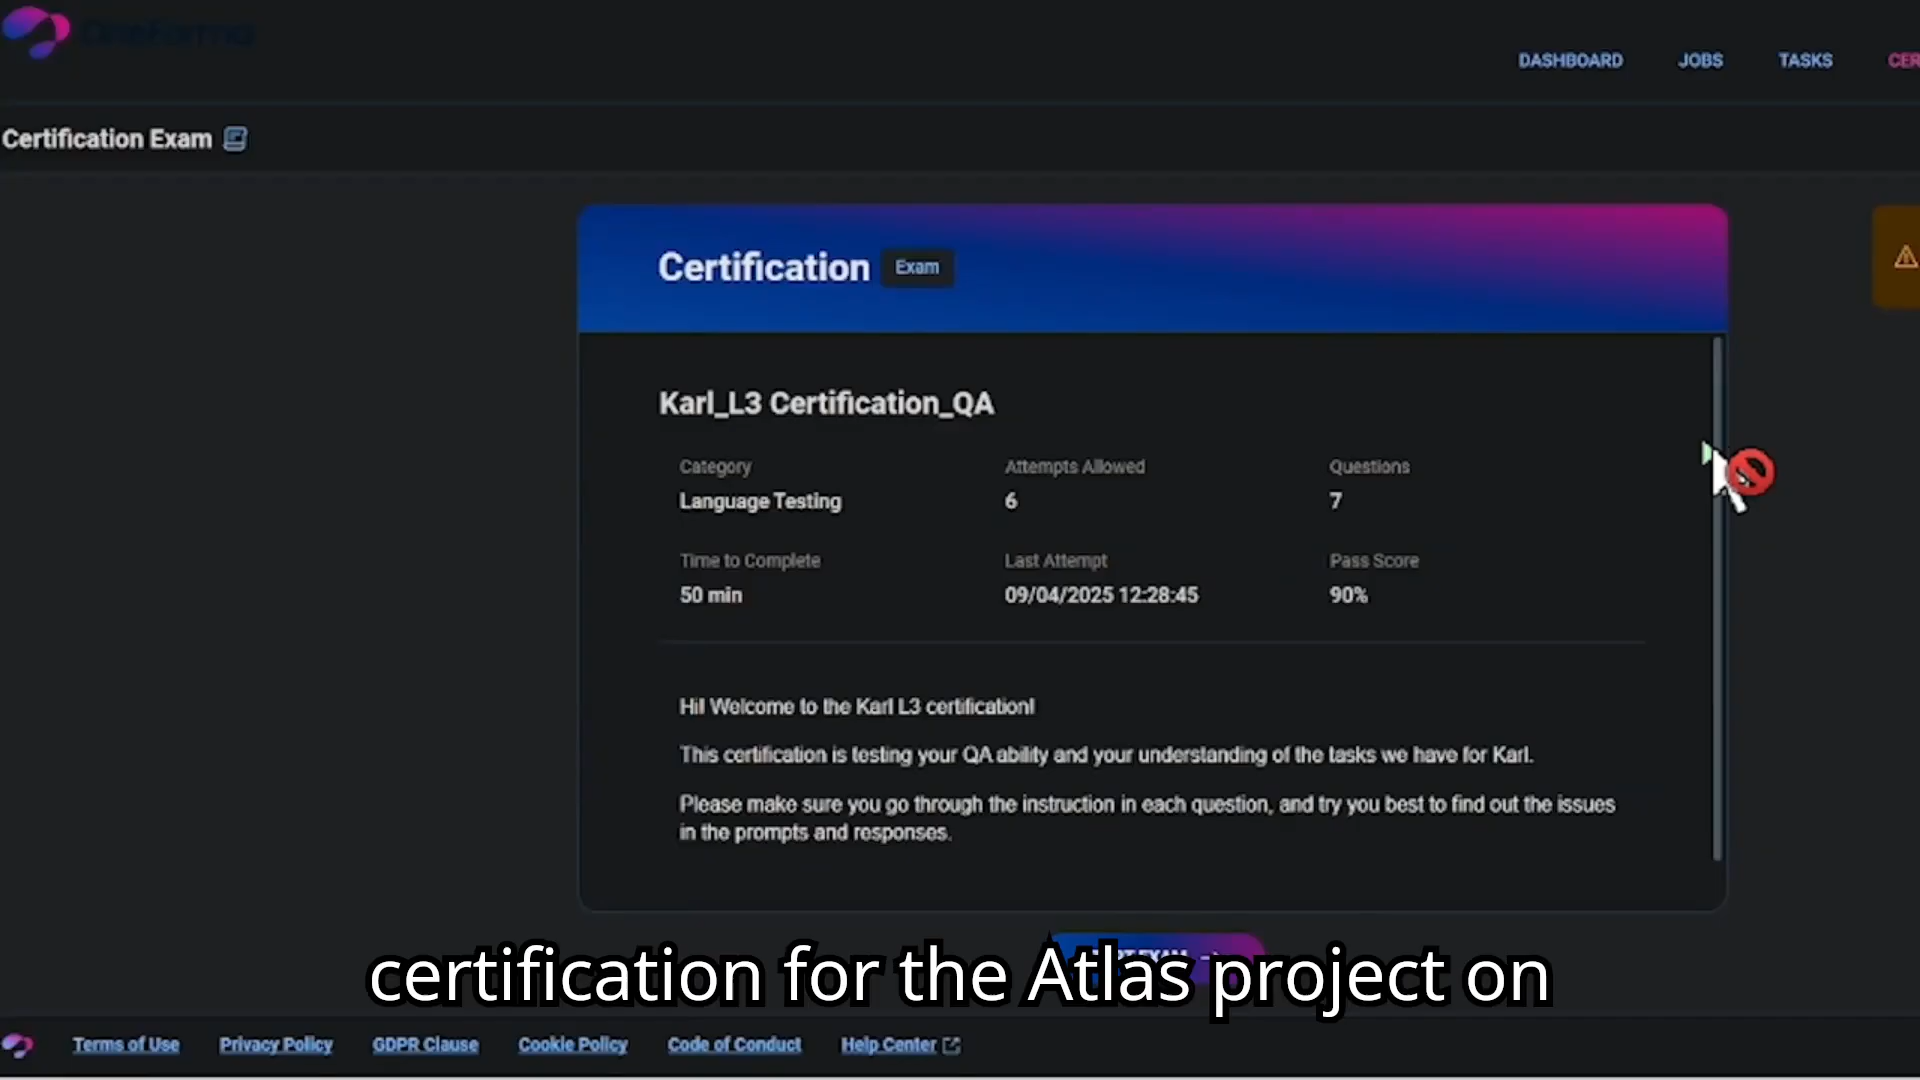 OneForma
DASHBOARD JOBS TASKS CER
Certification Exam
Certification Exam
Karl_L3 Certification_QA
Category Attempts Allowed Questions
Language Testing 6 7
Time to Complete Last Attempt Pass Score
50 min 09/04/2025 12:28:45 90%
Hi! Welcome to the Karl L3 certification!
This certification is testing your QA ability and your understanding of the tasks we have for Karl.
Please make sure you go through the instruction in each question, and try you best to find out the issues
in the prompts and responses.
certification for the Atlas project on
Terms of Use Privacy Policy GDPR Clause Cookie Policy Code of Conduct Help Center